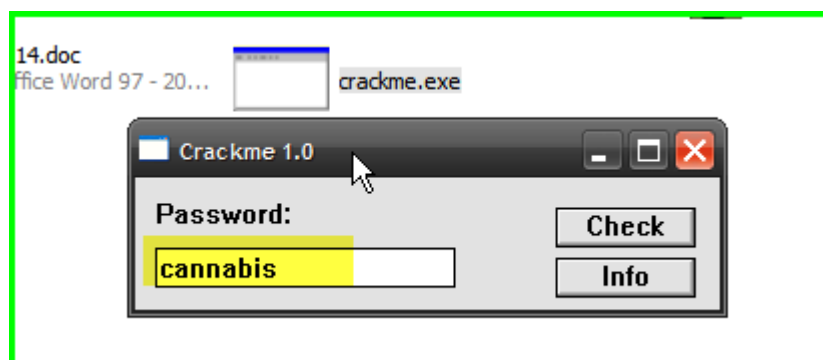 14.doc
ffice Word 97 - 20...
crackme.exe
Crackme 1.0
Password:
Check
cannabis
Info